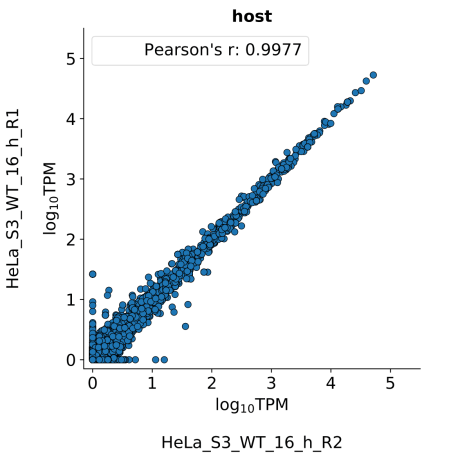 host
Pearson's r: 0.9977
HeLa_S3_WT_16_h_R1
log₁₀TPM
5
4
3
2
1
0
0 1 2 3 4 5
log₁₀TPM
HeLa_S3_WT_16_h_R2